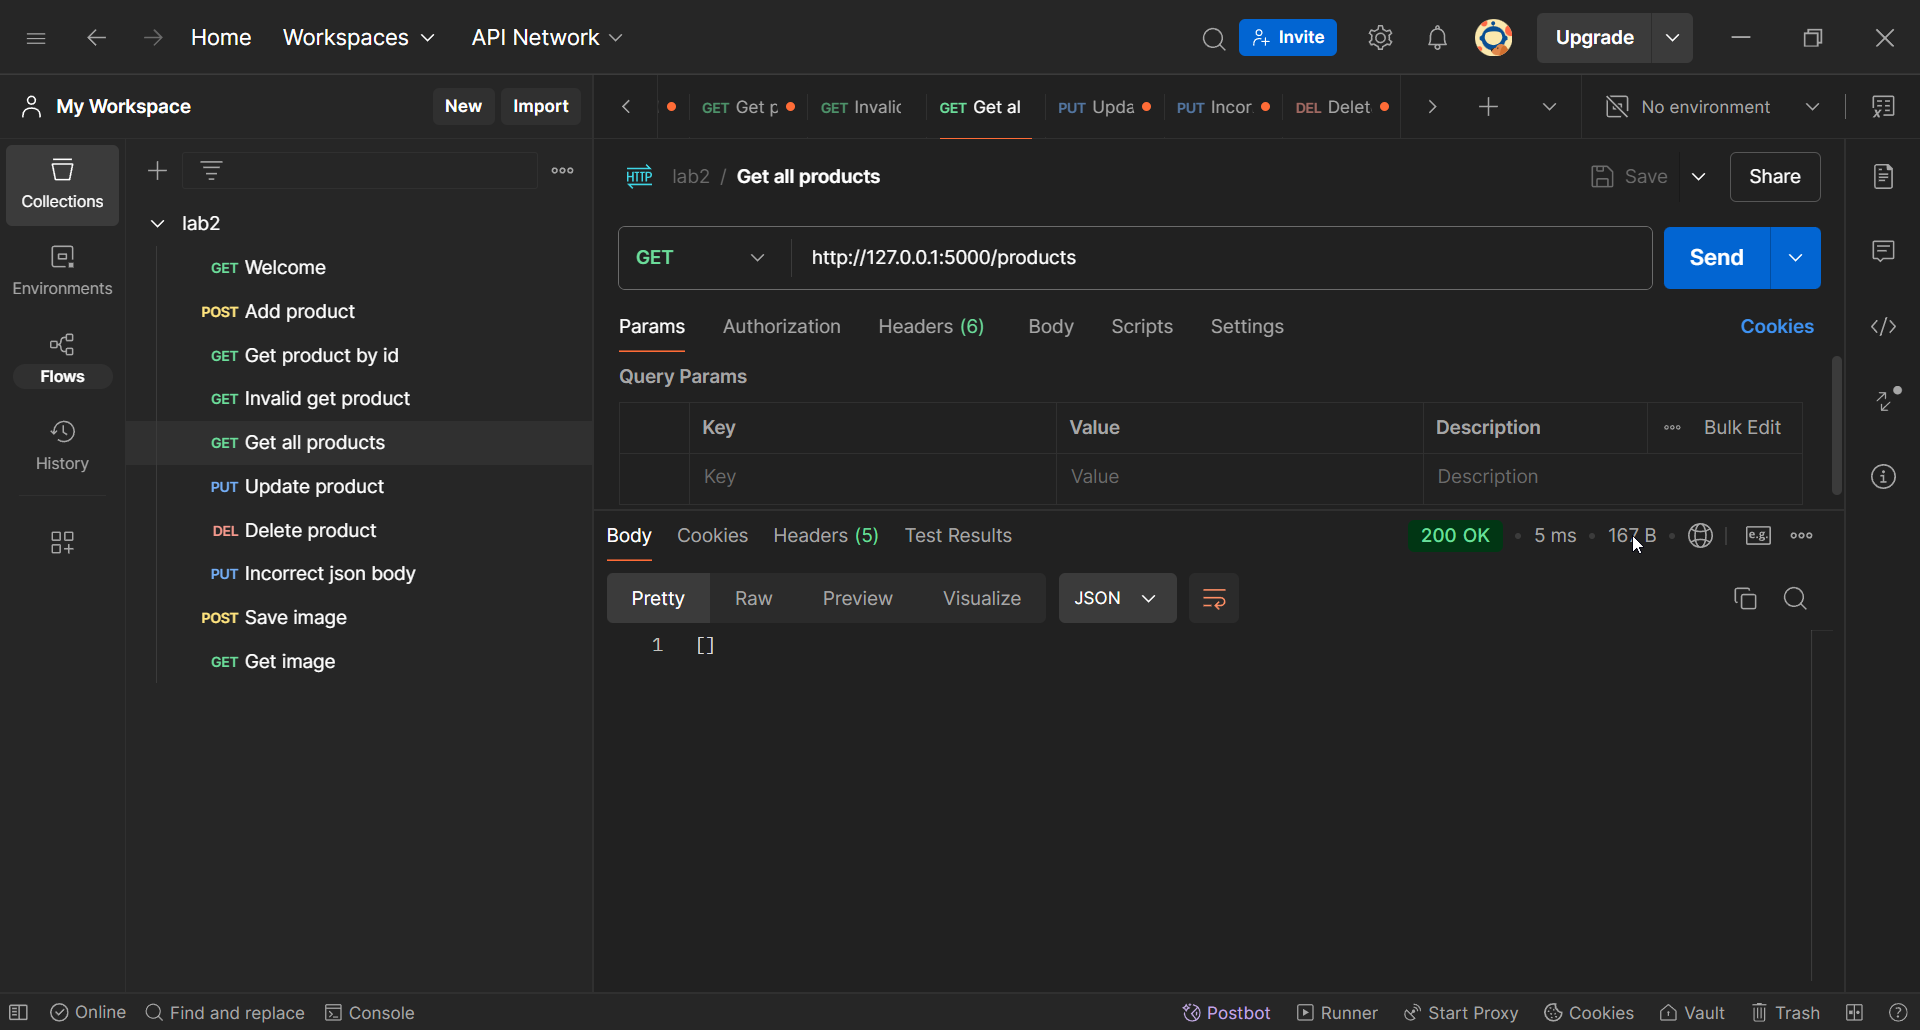 Home Workspaces API Network Invite Upgrade
My Workspace New Import
GET Get p GET Invalid GET Get al PUT Upda PUT Incor DEL Delet No environment
Collections
Environments
Flows
History
lab2
GET Welcome
POST Add product
GET Get product by id
GET Invalid get product
GET Get all products
PUT Update product
DEL Delete product
PUT Incorrect json body
POST Save image
GET Get image
HTTP lab2 / Get all products Save Share
GET http://127.0.0.1:5000/products Send
Params Authorization Headers (6) Body Scripts Settings Cookies
Query Params
Key Value Description Bulk Edit
Key Value Description
Body Cookies Headers (5) Test Results 200 OK 5 ms 167 B e.g.
Pretty Raw Preview Visualize JSON
1 []
Online Find and replace Console Postbot Runner Start Proxy Cookies Vault Trash